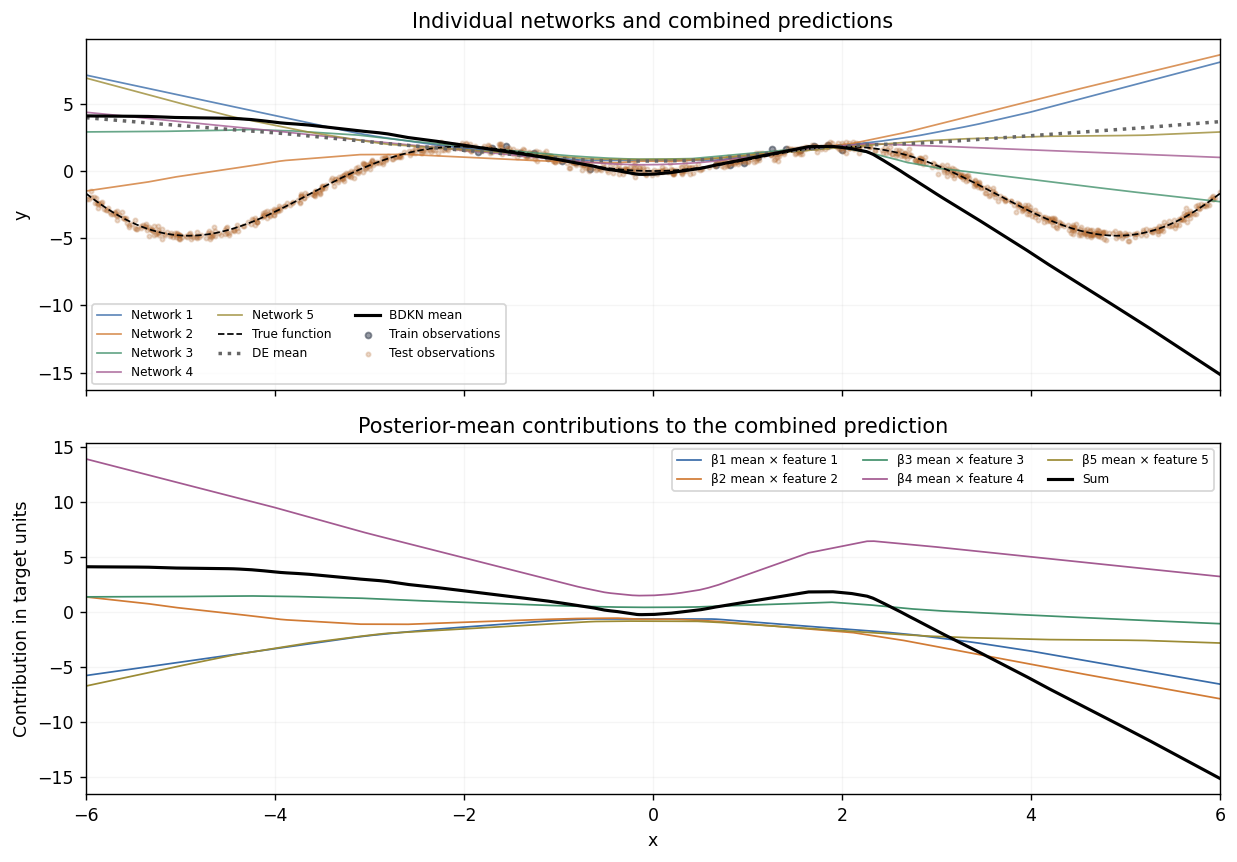 Individual networks and combined predictions
5
0
−5
−10
−15
y
Network 1
Network 2
Network 3
Network 4
Network 5
True function
DE mean
BDKN mean
Train observations
Test observations
Posterior-mean contributions to the combined prediction
15
10
5
0
−5
−10
−15
Contribution in target units
β1 mean × feature 1
β2 mean × feature 2
β3 mean × feature 3
β4 mean × feature 4
β5 mean × feature 5
Sum
−6 −4 −2 0 2 4 6
x